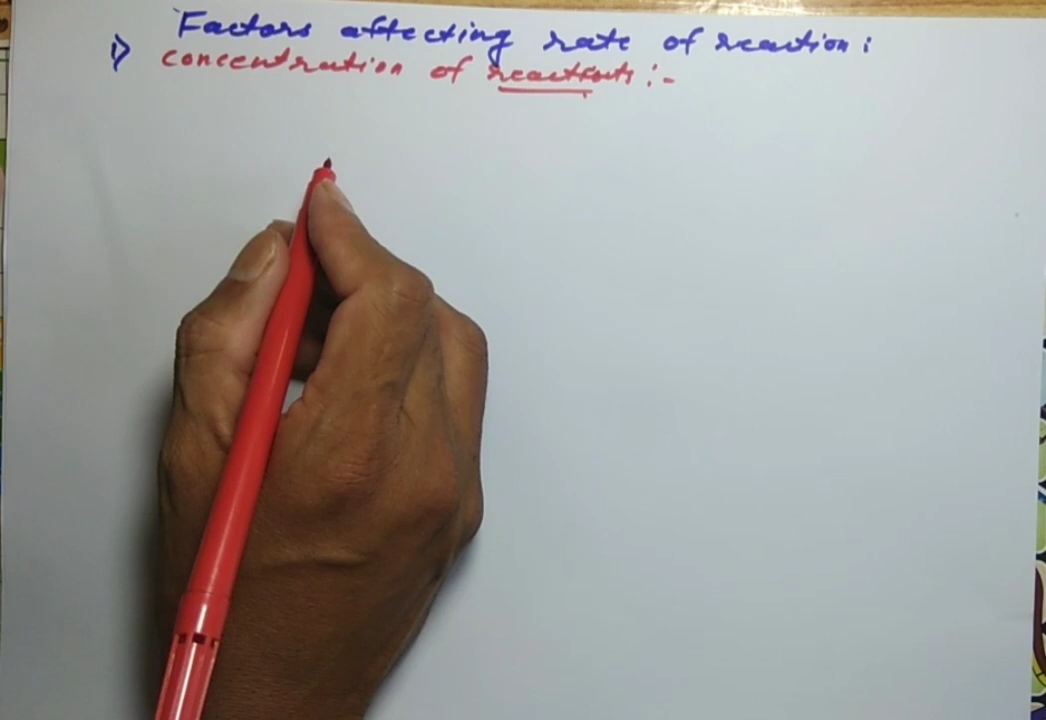 Factors affecting rate of reaction :
1) concentration of reactants :-